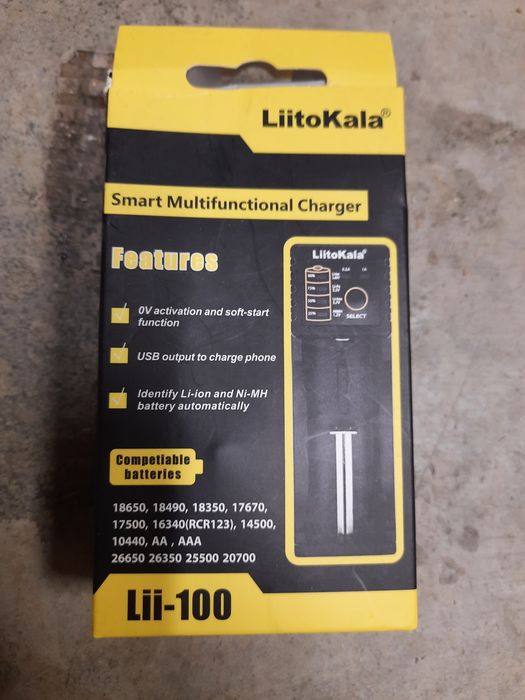 LiitoKala®
Smart Multifunctional Charger
Features
0V activation and soft-start
function
USB output to charge phone
Identify Li-ion and Ni-MH
battery automatically
Competiable
batteries
18650, 18490, 18350, 17670,
17500, 16340(RCR123), 14500,
10440, AA , AAA
26650 26350 25500 20700
Lii-100
LiitoKala®
SELECT